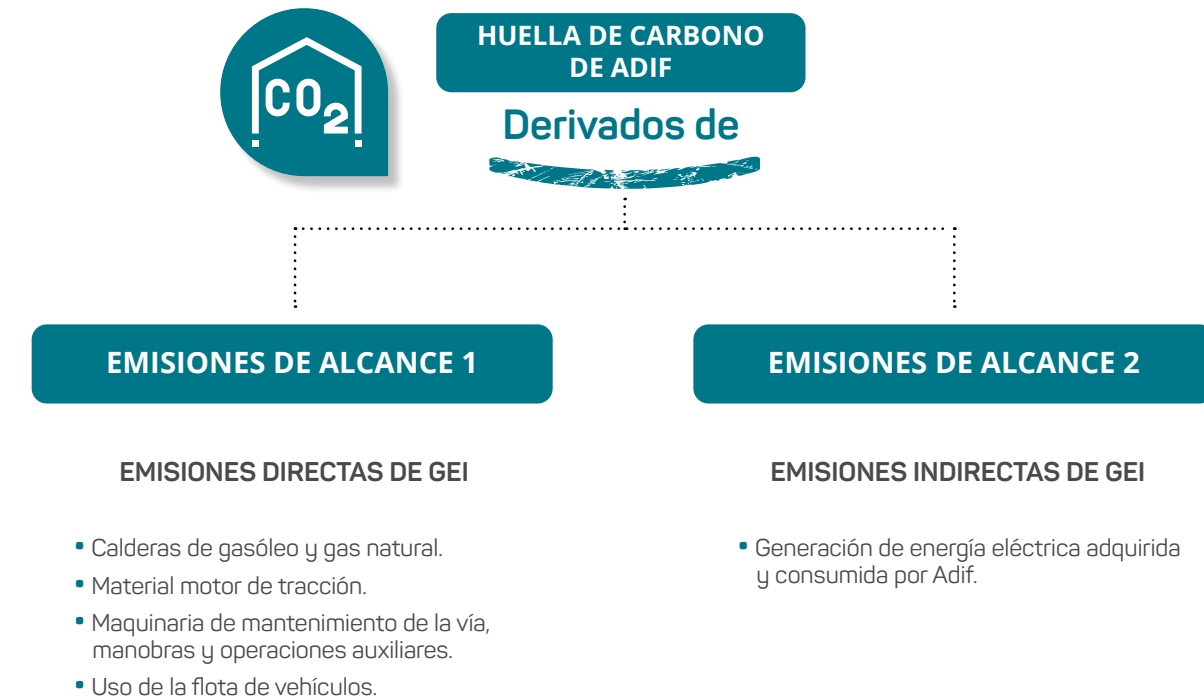 CO2
HUELLA DE CARBONO
DE ADIF
Derivados de
EMISIONES DE ALCANCE 1
EMISIONES DIRECTAS DE GEI
• Calderas de gasóleo y gas natural.
• Material motor de tracción.
• Maquinaria de mantenimiento de la vía,
manobras y operaciones auxiliares.
• Uso de la flota de vehículos.
EMISIONES DE ALCANCE 2
EMISIONES INDIRECTAS DE GEI
• Generación de energía eléctrica adquirida
y consumida por Adif.